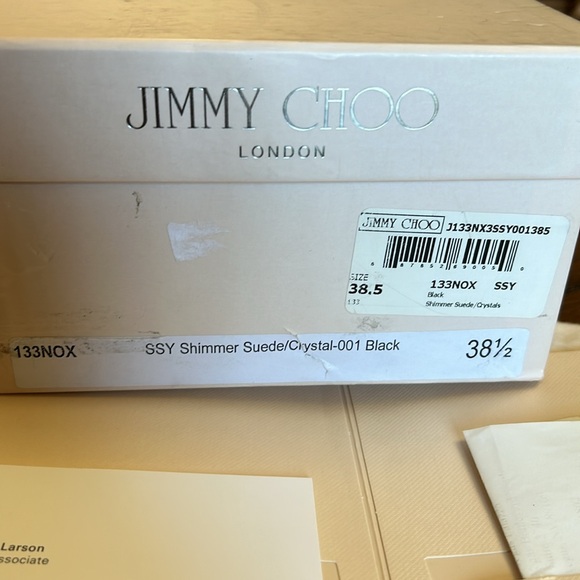 JIMMY CHOO
LONDON
JIMMY CHOO J133NX3SSY001385
SIZE
38.5
133
133NOX SSY
Black
Shimmer Suede/Crystals
133NOX SSY Shimmer Suede/Crystal-001 Black 38½
Larson
ssociate